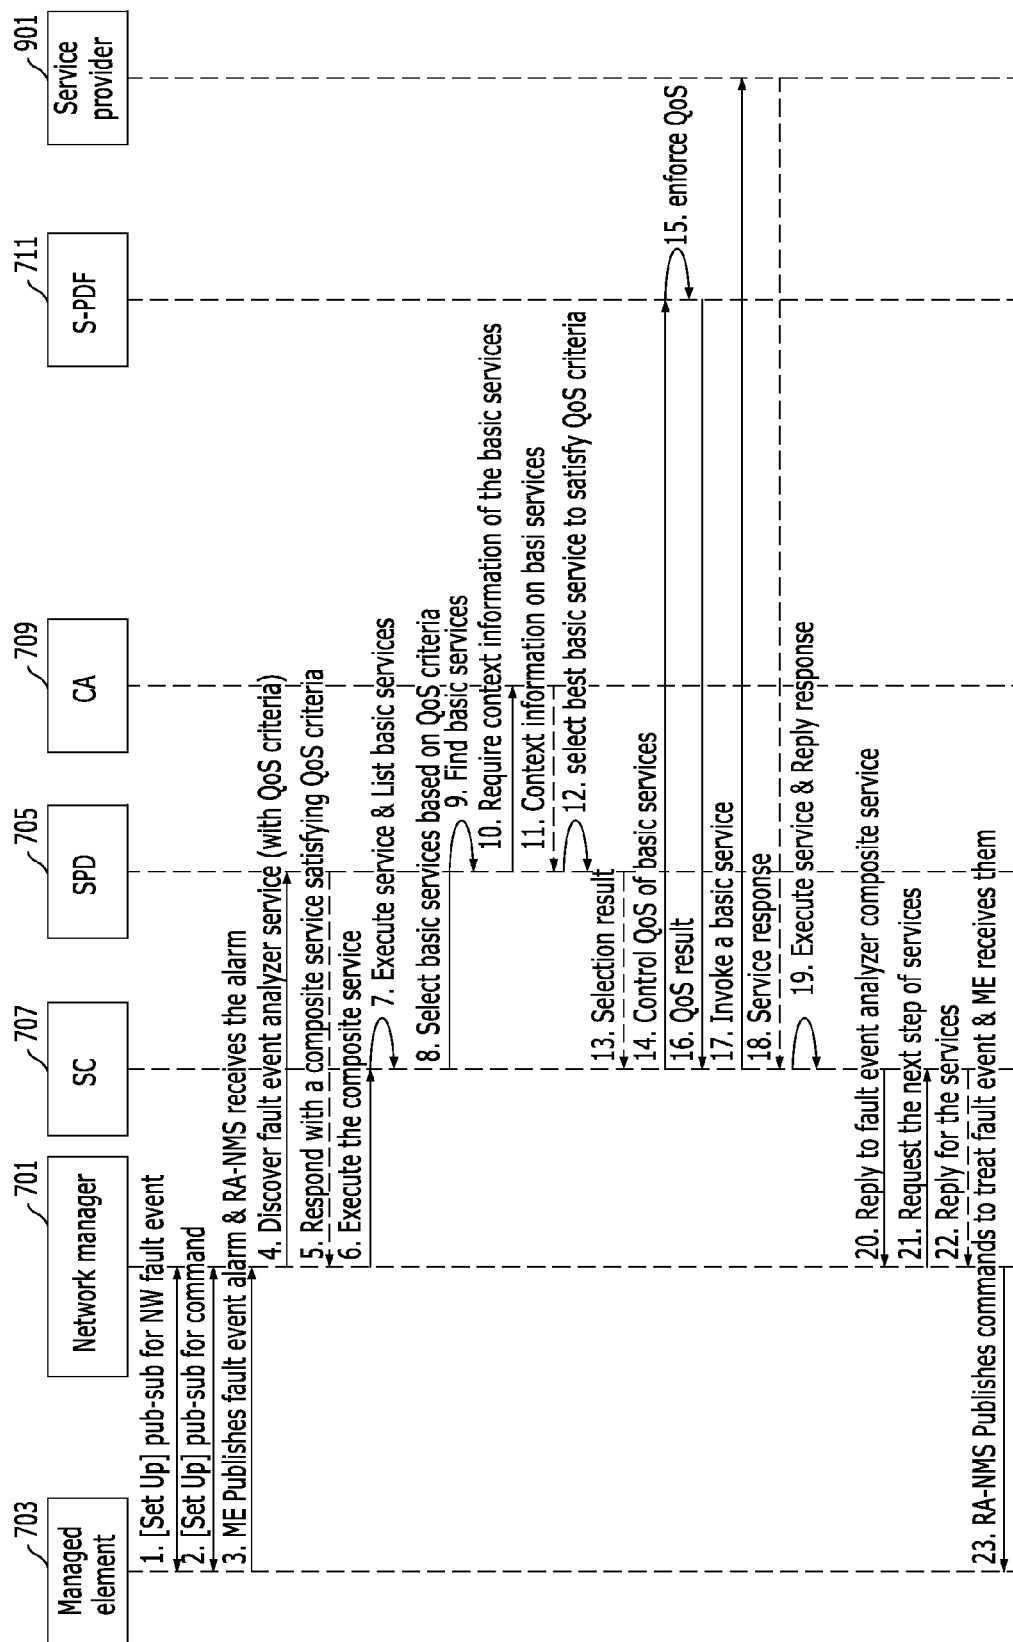 703
Managed
element
701
Network manager
707
SC
705
SPD
709
CA
711
S-PDF
901
Service
provider
1. [Set Up] pub-sub for NW fault event
2. [Set Up] pub-sub for command
3. ME Publishes fault event alarm & RA-NMS receives the alarm
4. Discover fault event analyzer service (with QoS criteria)
5. Respond with a composite service satisfying QoS criteria
6. Execute the composite service
7. Execute service & List basic services
8. Select basic services based on QoS criteria
9. Find basic services
10. Require context information of the basic services
11. Context information on basi services
12. select best basic service to satisfy QoS criteria
13. Selection result
14. Control QoS of basic services
15. enforce QoS
16. QoS result
17. Invoke a basic service
18. Service response
19. Execute service & Reply response
20. Reply to fault event analyzer composite service
21. Request the next step of services
22. Reply for the services
23. RA-NMS Publishes commands to treat fault event & ME receives them